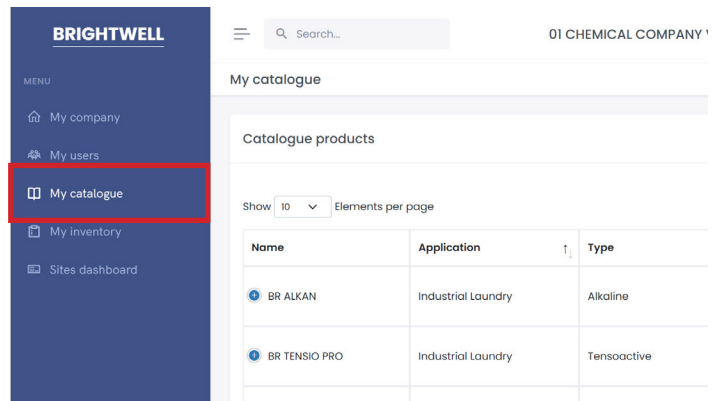 BRIGHTWELL
MENU
My company
My users
My catalogue
My inventory
Sites dashboard
Search...
01 CHEMICAL COMPANY
My catalogue
Catalogue products
Show 10 Elements per page
Name Application Type
BR ALKAN Industrial Laundry Alkaline
BR TENSIO PRO Industrial Laundry Tensoactive